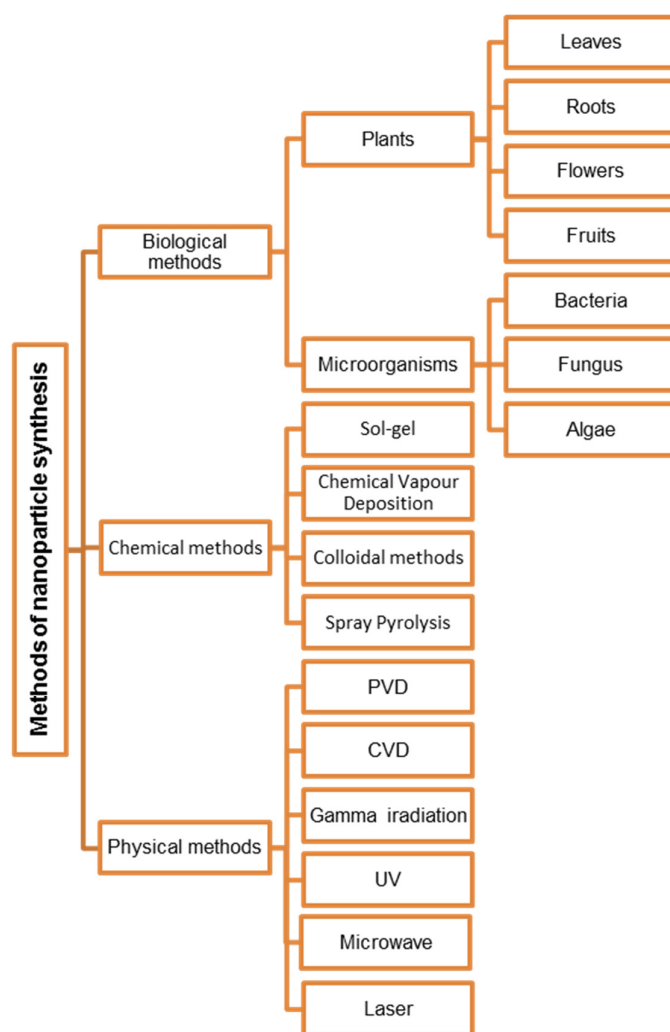 Methods of nanoparticle synthesis
Biological
methods
Plants
Leaves
Roots
Flowers
Fruits
Microorganisms
Bacteria
Fungus
Algae
Chemical methods
Sol-gel
Chemical Vapour
Deposition
Colloidal methods
Spray Pyrolysis
Physical methods
PVD
CVD
Gamma iradiation
UV
Microwave
Laser